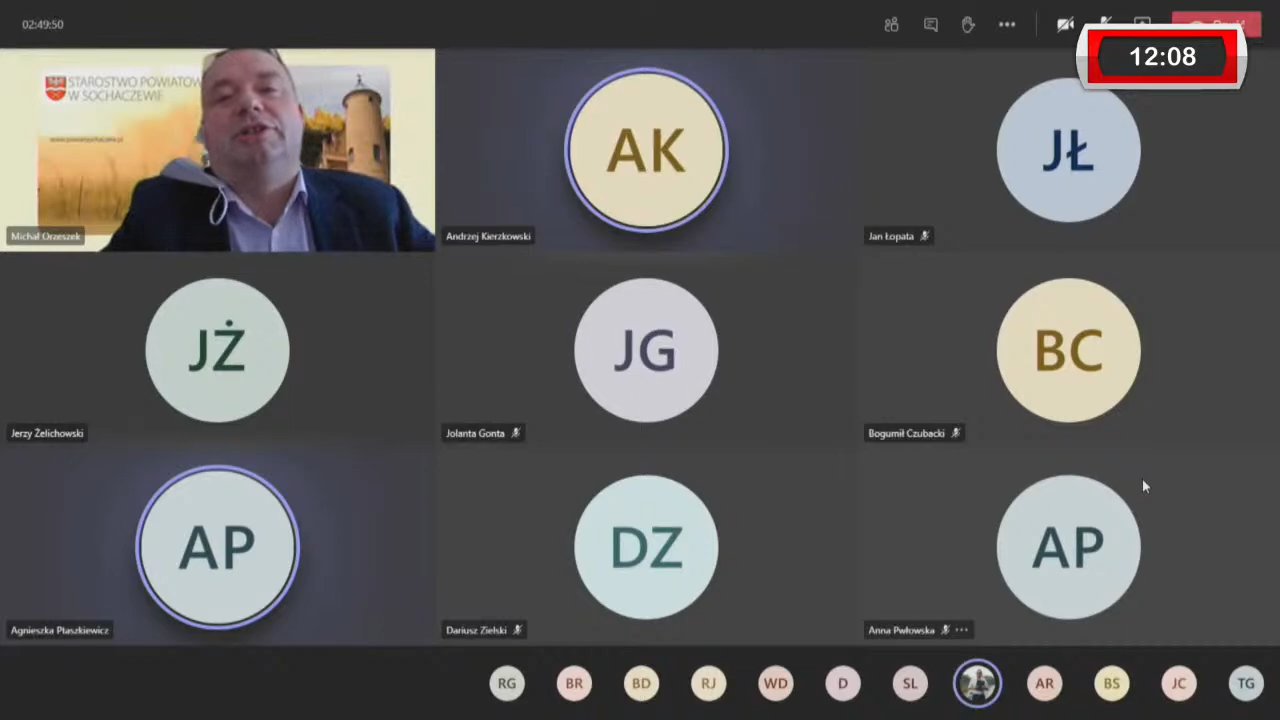 02:49:50
12:08
STAROSTWO POWIATOW
W SOCHACZEWIE
Michał Orzeszek
AK
Andrzej Kierzkowski
JŁ
Jan Łopata
JŻ
Jerzy Żelichowski
JG
Jolanta Gonta
BC
Bogumił Czubacki
AP
Agnieszka Ptaszkiewicz
DZ
Dariusz Zielski
AP
Anna Pwłowska
RG
BR
BD
RJ
WD
D
SL
AR
BS
JC
TG